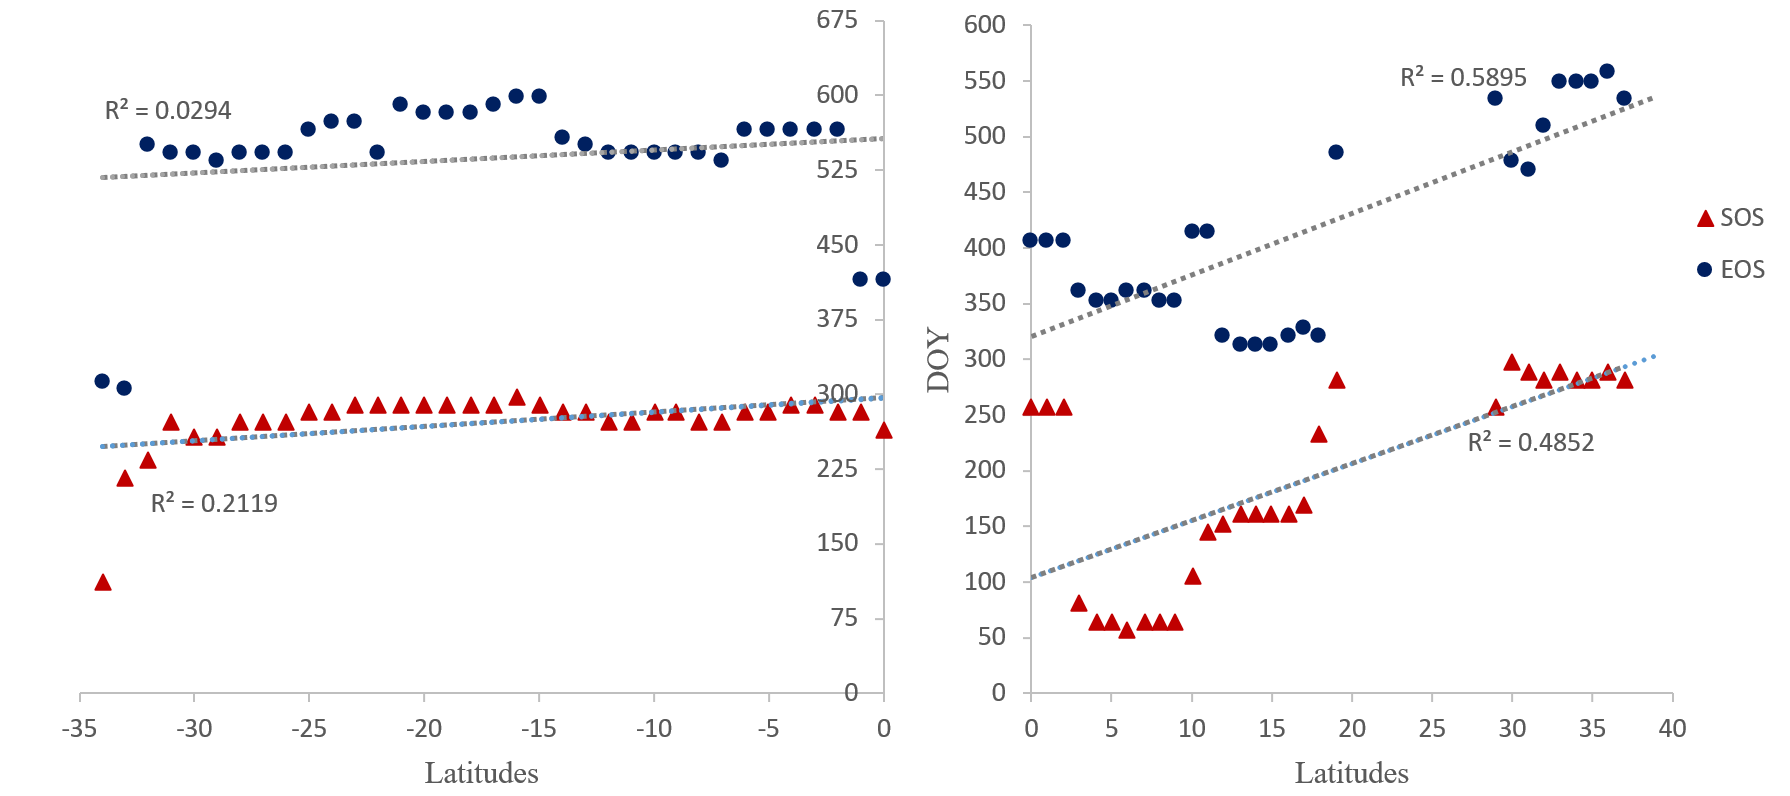 675
600
525
450
375
300
225
150
75
0
R² = 0.0294
R² = 0.2119
-35 -30 -25 -20 -15 -10 -5 0
Latitudes
DOY
600
550
500
450
400
350
300
250
200
150
100
50
0
R² = 0.5895
R² = 0.4852
0 5 10 15 20 25 30 35 40
Latitudes
SOS
EOS